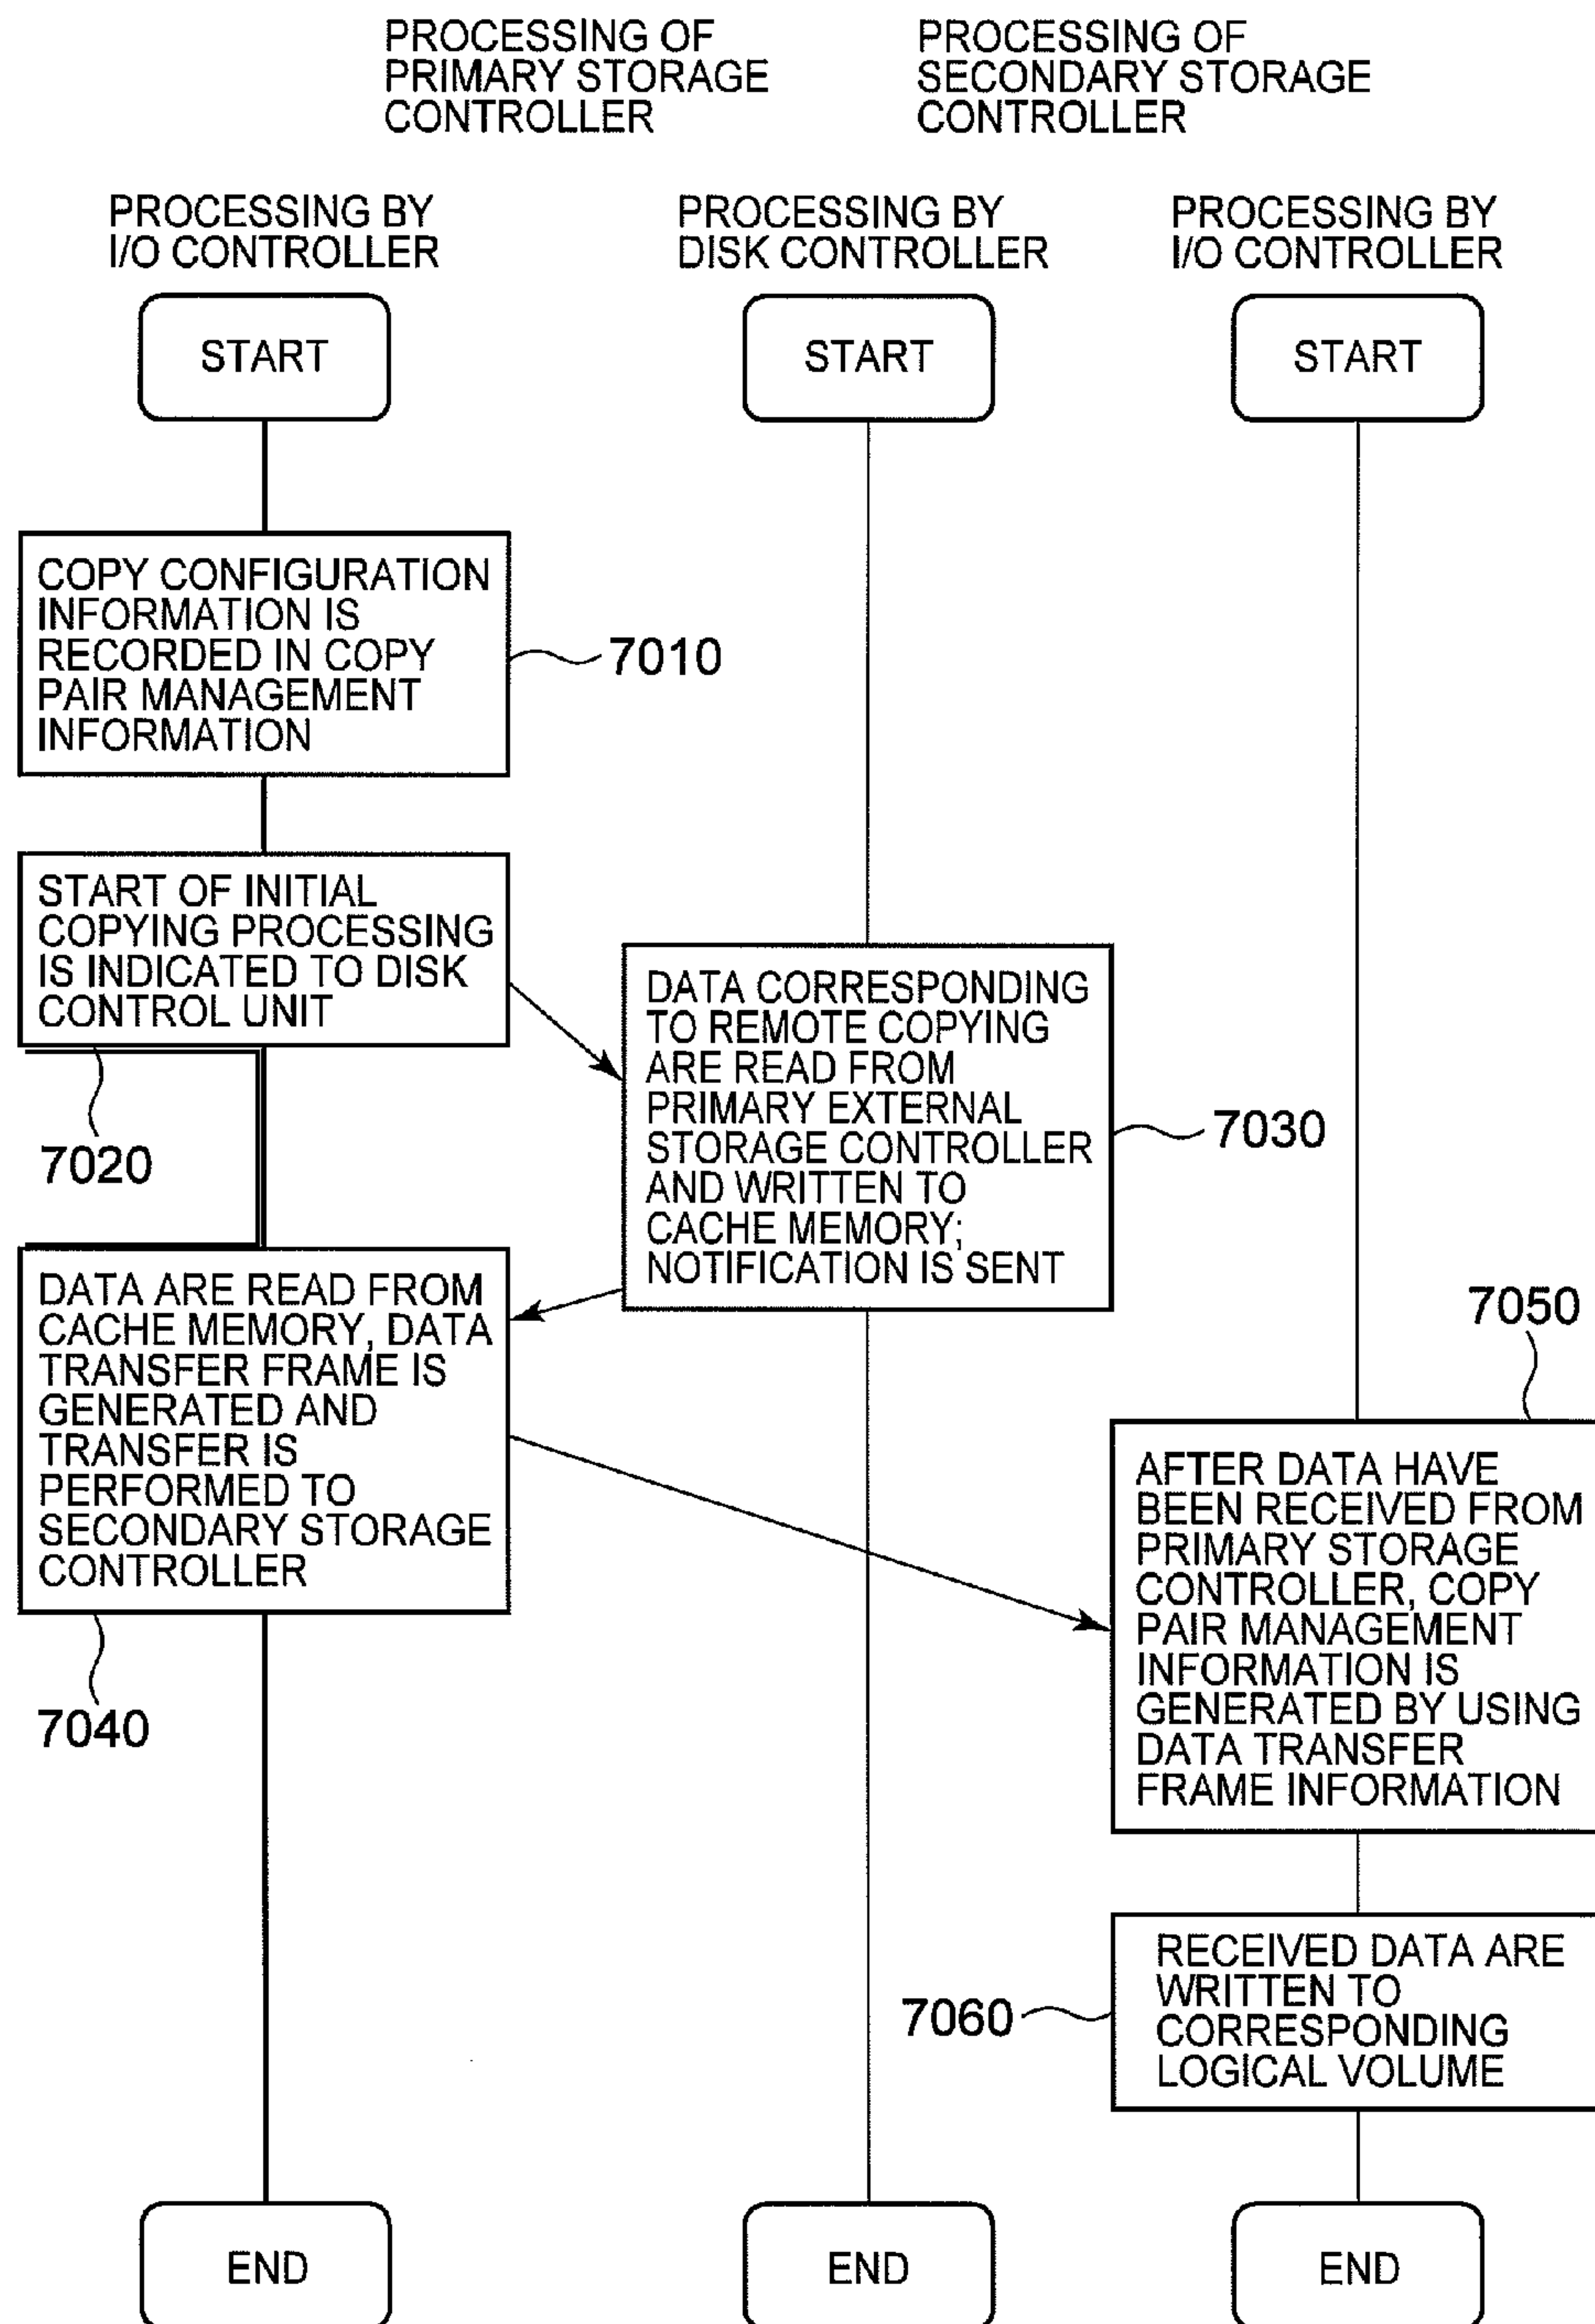 PROCESSING OF
PRIMARY STORAGE
CONTROLLER
PROCESSING OF
SECONDARY STORAGE
CONTROLLER
PROCESSING BY
I/O CONTROLLER
PROCESSING BY
DISK CONTROLLER
PROCESSING BY
I/O CONTROLLER
START
START
START
COPY CONFIGURATION
INFORMATION IS
RECORDED IN COPY
PAIR MANAGEMENT
INFORMATION
7010
START OF INITIAL
COPYING PROCESSING
IS INDICATED TO DISK
CONTROL UNIT
7020
DATA CORRESPONDING
TO REMOTE COPYING
ARE READ FROM
PRIMARY EXTERNAL
STORAGE CONTROLLER
AND WRITTEN TO
CACHE MEMORY;
NOTIFICATION IS SENT
7030
DATA ARE READ FROM
CACHE MEMORY, DATA
TRANSFER FRAME IS
GENERATED AND
TRANSFER IS
PERFORMED TO
SECONDARY STORAGE
CONTROLLER
7040
7050
AFTER DATA HAVE
BEEN RECEIVED FROM
PRIMARY STORAGE
CONTROLLER, COPY
PAIR MANAGEMENT
INFORMATION IS
GENERATED BY USING
DATA TRANSFER
FRAME INFORMATION
7060
RECEIVED DATA ARE
WRITTEN TO
CORRESPONDING
LOGICAL VOLUME
END
END
END